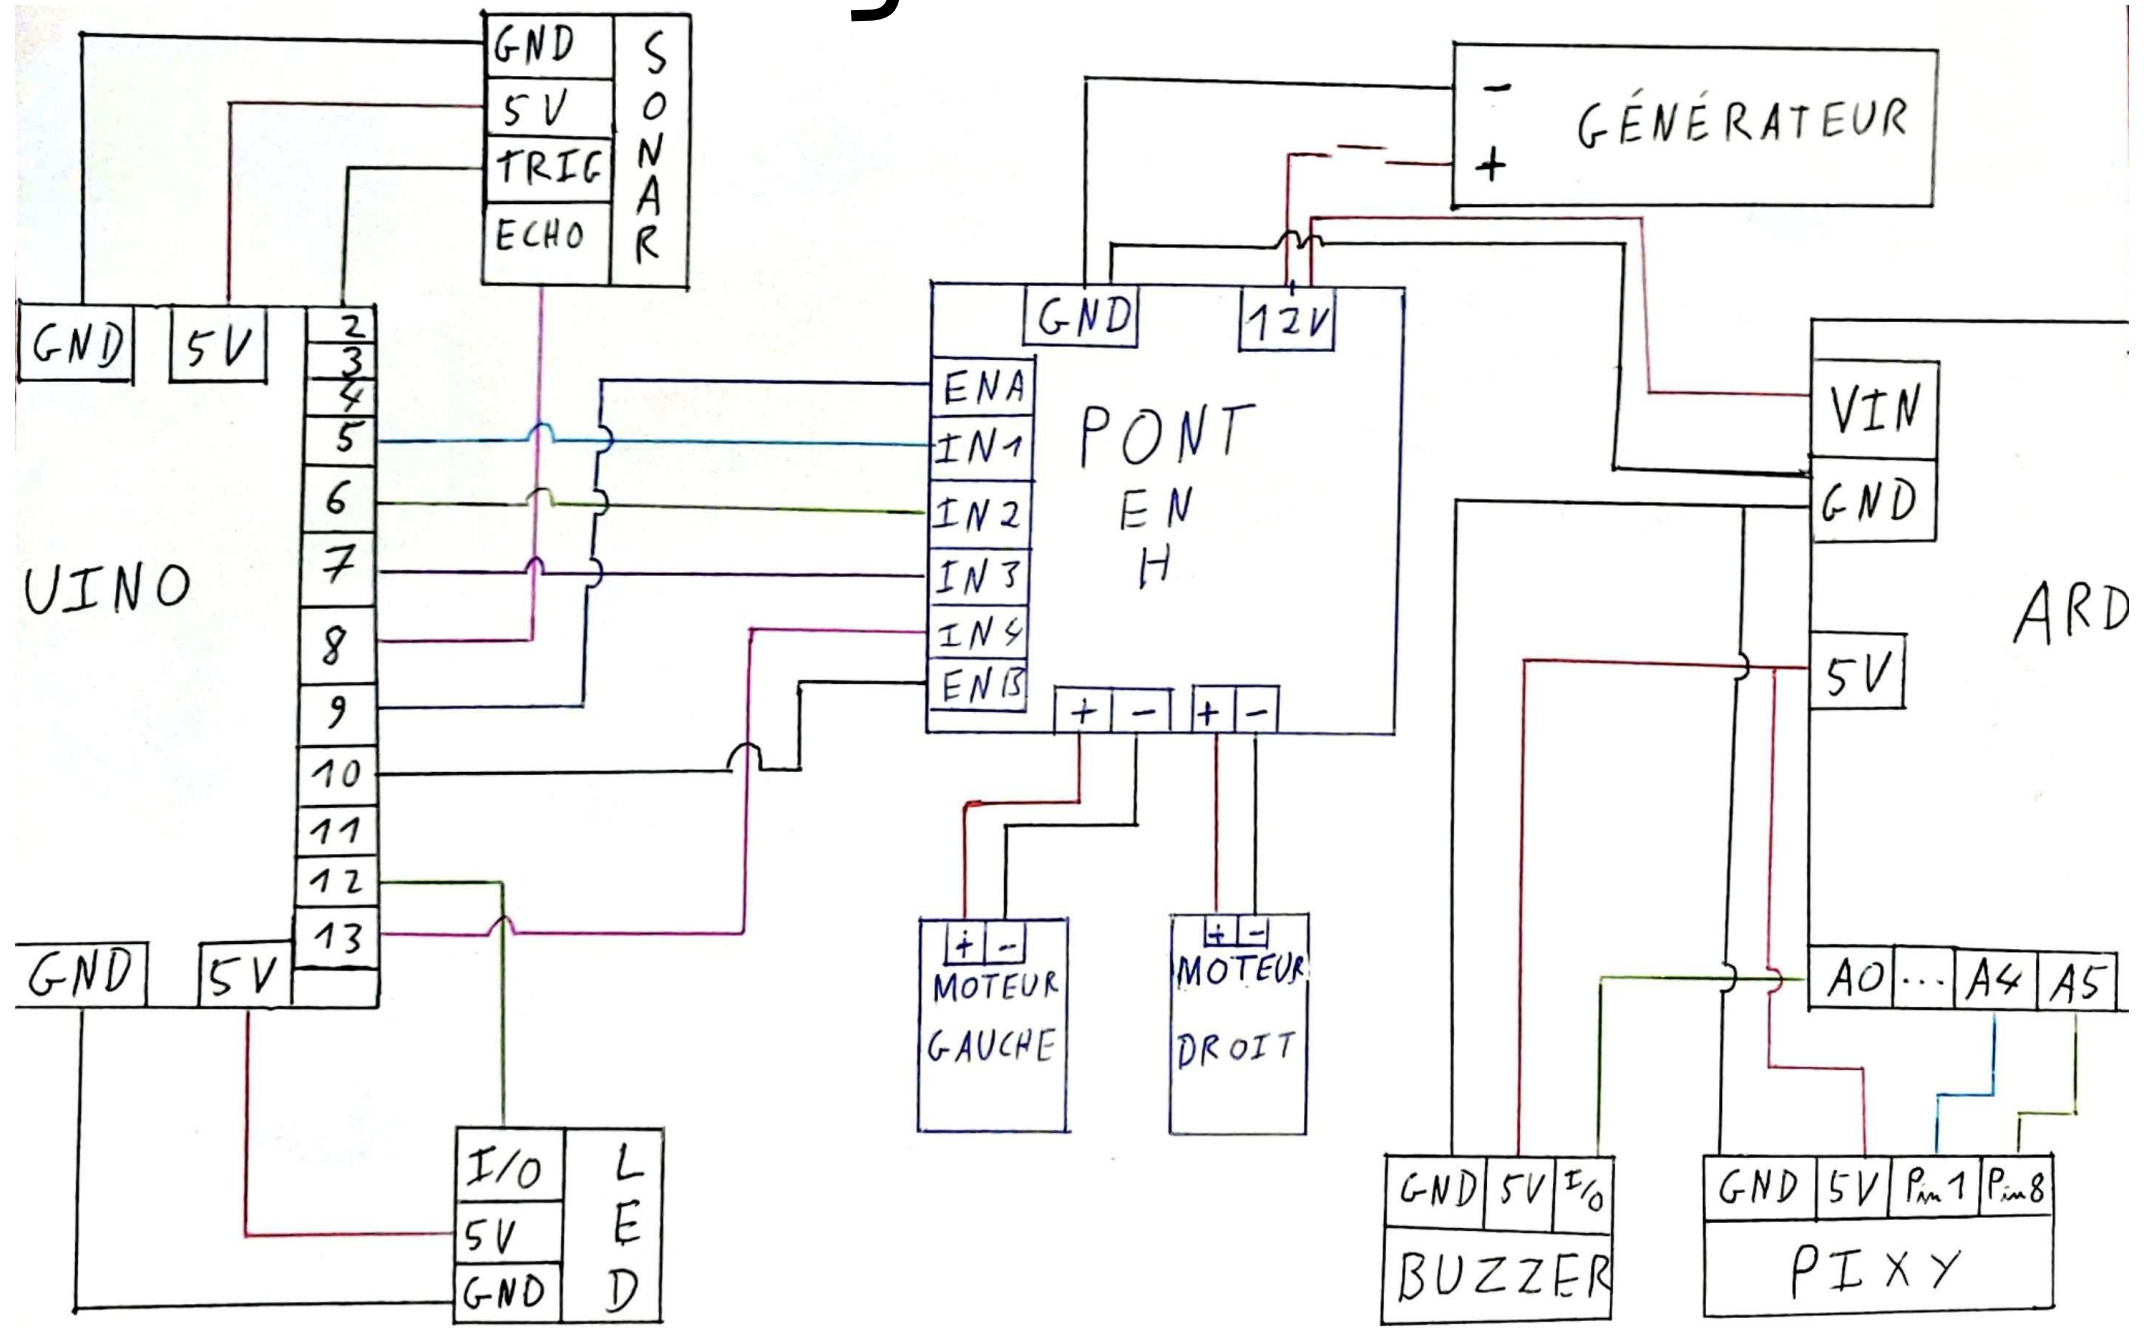 GND
5V
TRIG
ECHO
SONAR
- GÉNÉRATEUR
+
GND 5V
2
3
4
5
6
7
8
9
10
11
12
13
UINO
GND 5V
GND 12V
ENA
IN1
IN2
IN3
IN4
ENB
PONT
EN
H
+ - + -
+ -
MOTEUR
GAUCHE
+ -
MOTEUR
DROIT
VIN
GND
5V
ARD
A0 ... A4 A5
I/O
5V
GND
LED
GND 5V I/O
BUZZER
GND 5V Pin1 Pin8
PIXY